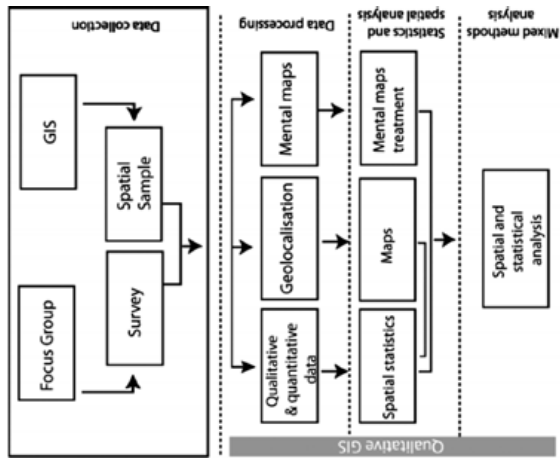 Data collection
GIS
Focus Group
Spatial
Sample
Survey
Data processing
Mental maps
Geolocalisation
Qualitative
& quantitative
data
Statistics and
spatial analysis
Mental maps
treatment
Maps
Spatial statistics
Mixed methods
analysis
Spatial and
statistical
analysis
Qualitative GIS